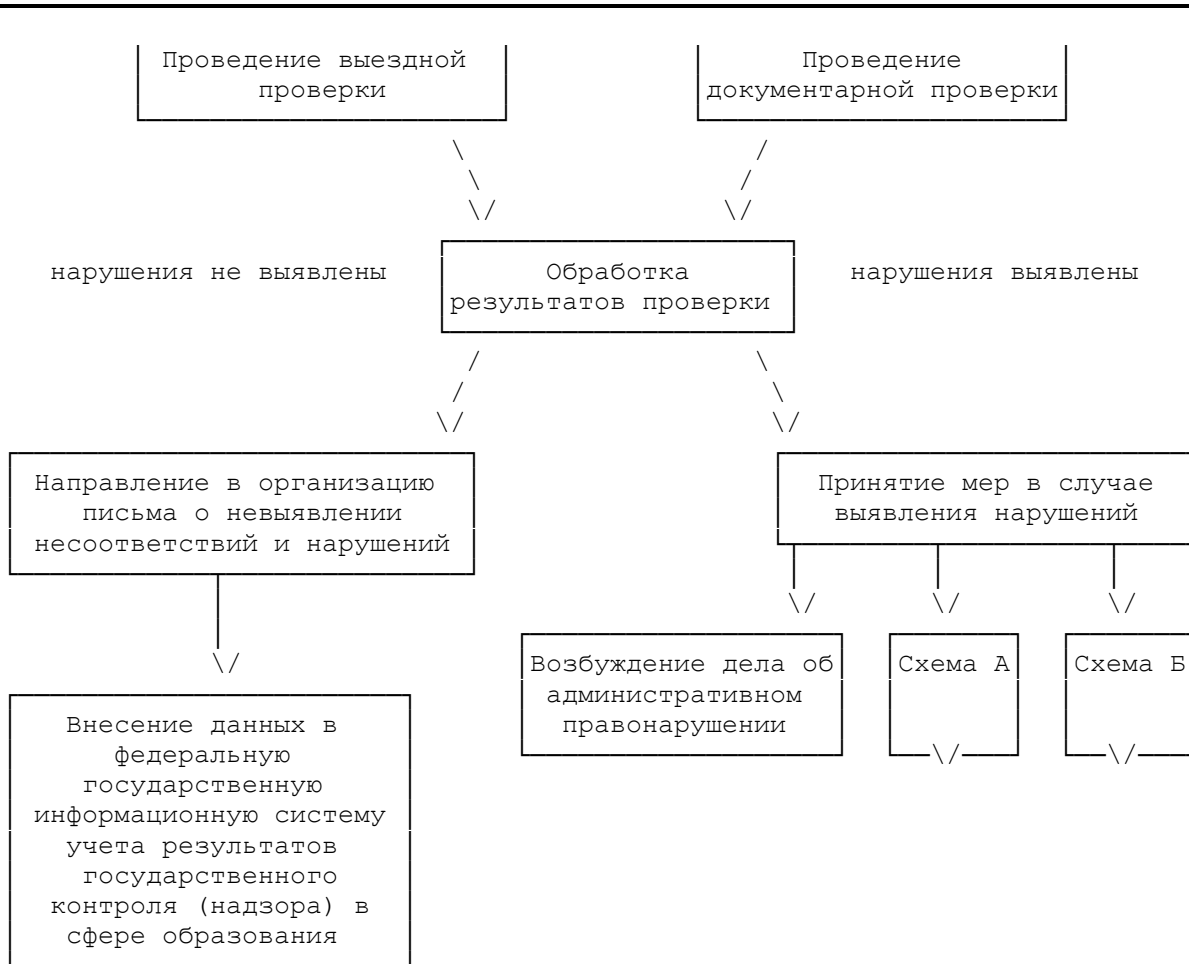 Проведение выездной
проверки
Проведение
документарной проверки
нарушения не выявлены
Обработка
результатов проверки
нарушения выявлены
Направление в организацию
письма о невыявлении
несоответствий и нарушений
Принятие мер в случае
выявления нарушений
Возбуждение дела об
административном
правонарушении
Схема А
Схема Б
Внесение данных в
федеральную
государственную
информационную систему
учета результатов
государственного
контроля (надзора) в
сфере образования